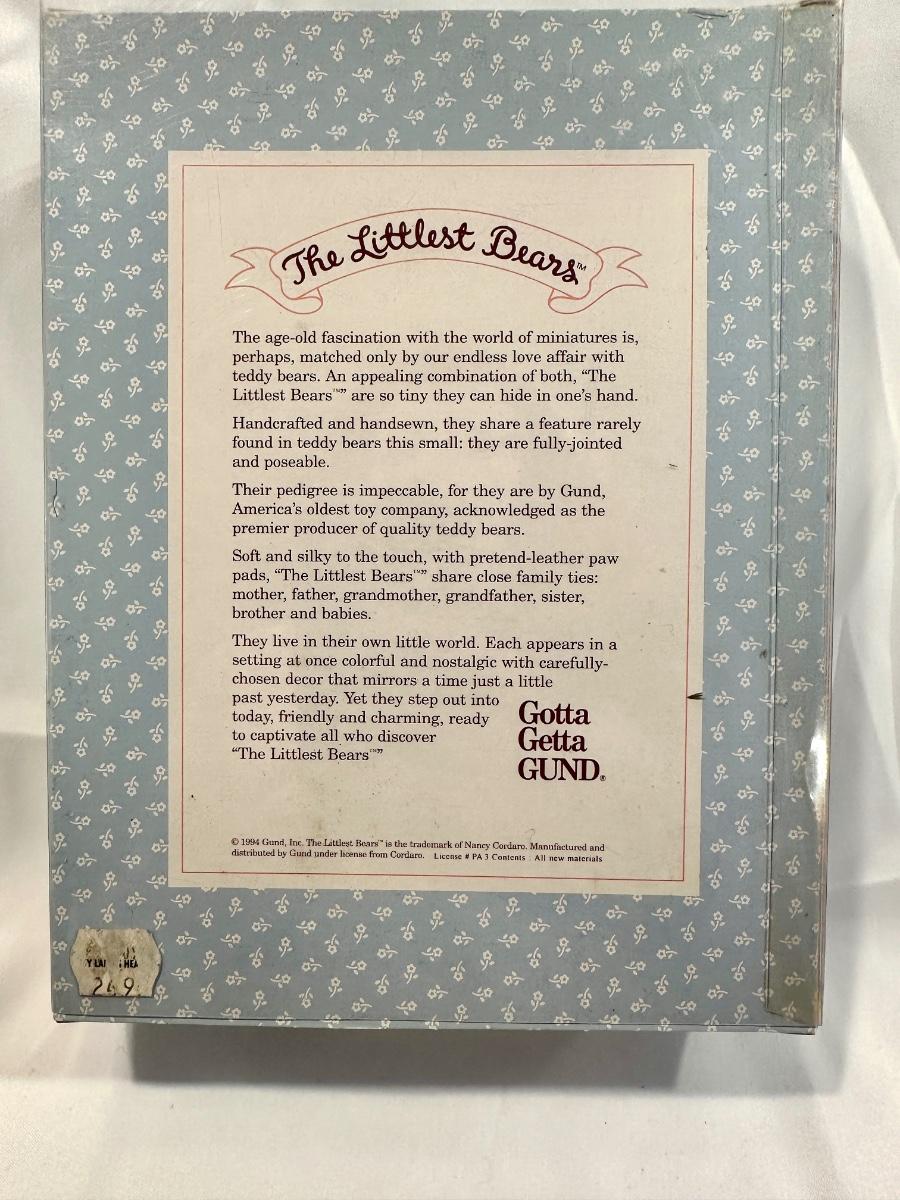 The Littlest Bears™
The age-old fascination with the world of miniatures is,
perhaps, matched only by our endless love affair with
teddy bears. An appealing combination of both, “The
Littlest Bears™” are so tiny they can hide in one’s hand.
Handcrafted and handsewn, they share a feature rarely
found in teddy bears this small: they are fully-jointed
and poseable.
Their pedigree is impeccable, for they are by Gund,
America’s oldest toy company, acknowledged as the
premier producer of quality teddy bears.
Soft and silky to the touch, with pretend-leather paw
pads, “The Littlest Bears™” share close family ties:
mother, father, grandmother, grandfather, sister,
brother and babies.
They live in their own little world. Each appears in a
setting at once colorful and nostalgic with carefully-
chosen decor that mirrors a time just a little
past yesterday. Yet they step out into
today, friendly and charming, ready
to captivate all who discover
“The Littlest Bears™”
Gotta
Getta
GUND®
© 1994 Gund, Inc. The Littlest Bears™ is the trademark of Nancy Cordaro. Manufactured and
distributed by Gund under license from Cordaro. License # PA 3 Contents : All new materials